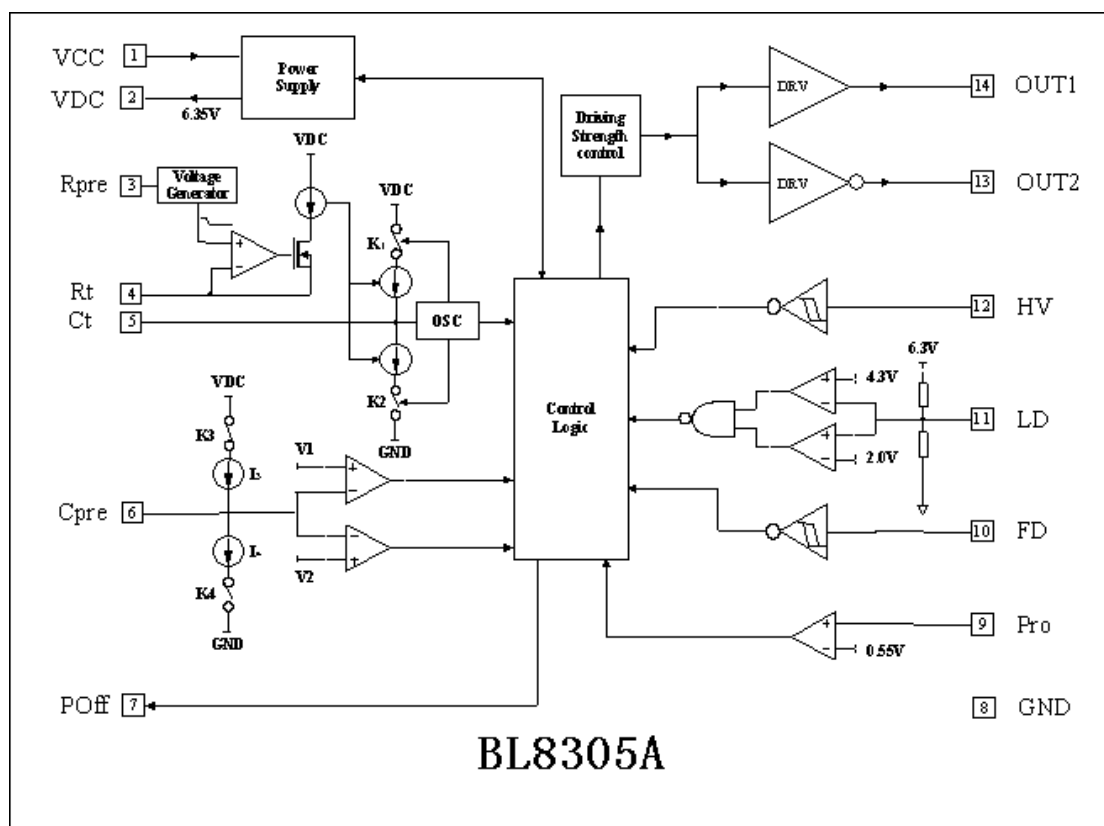 VCC 1
Power
Supply
VDC 2
6.35V
VDC
Rpre 3
Voltage
Generator
VDC
K1
Rt 4
Ct 5
OSC
VDC
K2
GND
K3
I3
V1
Cpre 6
I4
V2
K4
GND
POff 7
Driving
Strength
control
DRV
14 OUT1
DRV
13 OUT2
12 HV
6.3V
4.3V
11 LD
2.0V
Control
Logic
10 FD
9 Pro
0.55V
8 GND
BL8305A